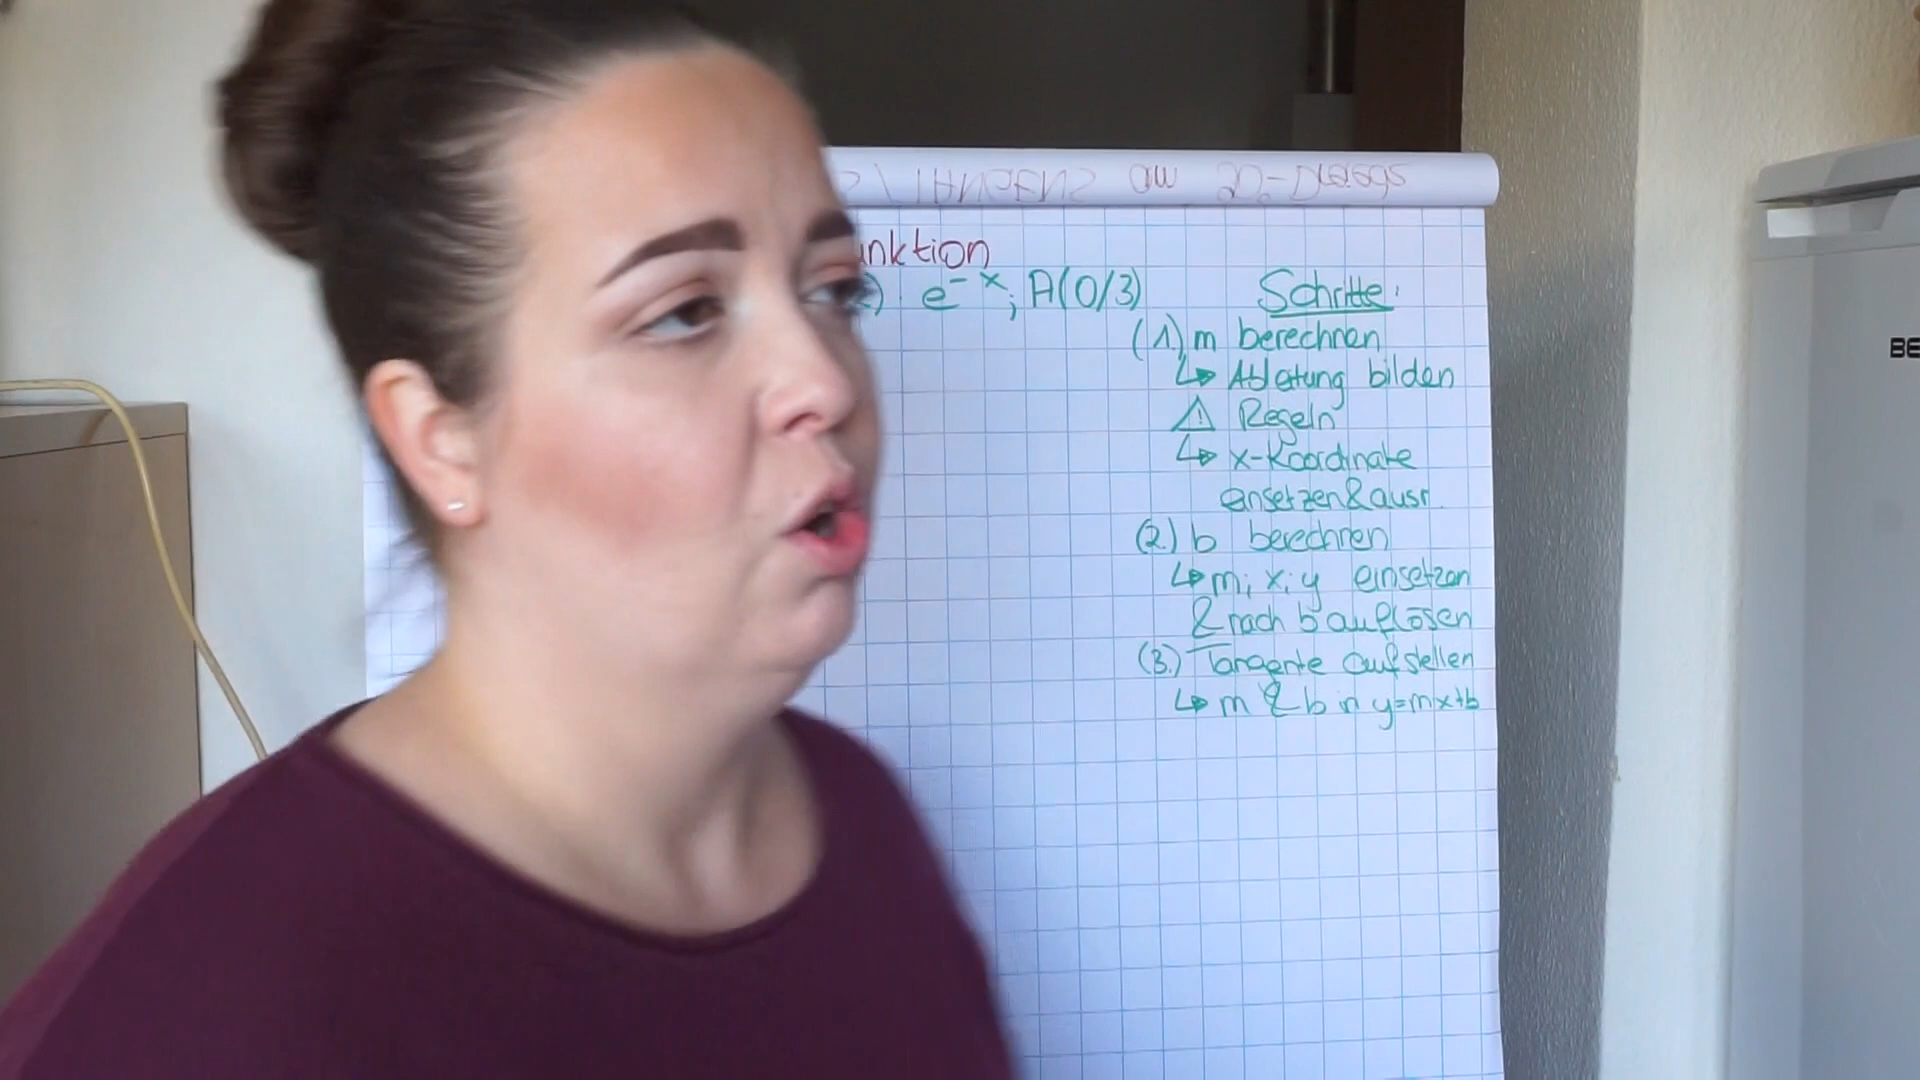 unktion
) · e^-x; A(0/3)
Schritte:
(1.) m berechnen
↳ Ableitung bilden
⚠ Regeln
↳ x-Koordinate
einsetzen & ausr.
(2.) b berechnen
↳ m; x; y einsetzen
& nach b auflösen
(3.) Tangente aufstellen
↳ m & b in y=mx+b
BE